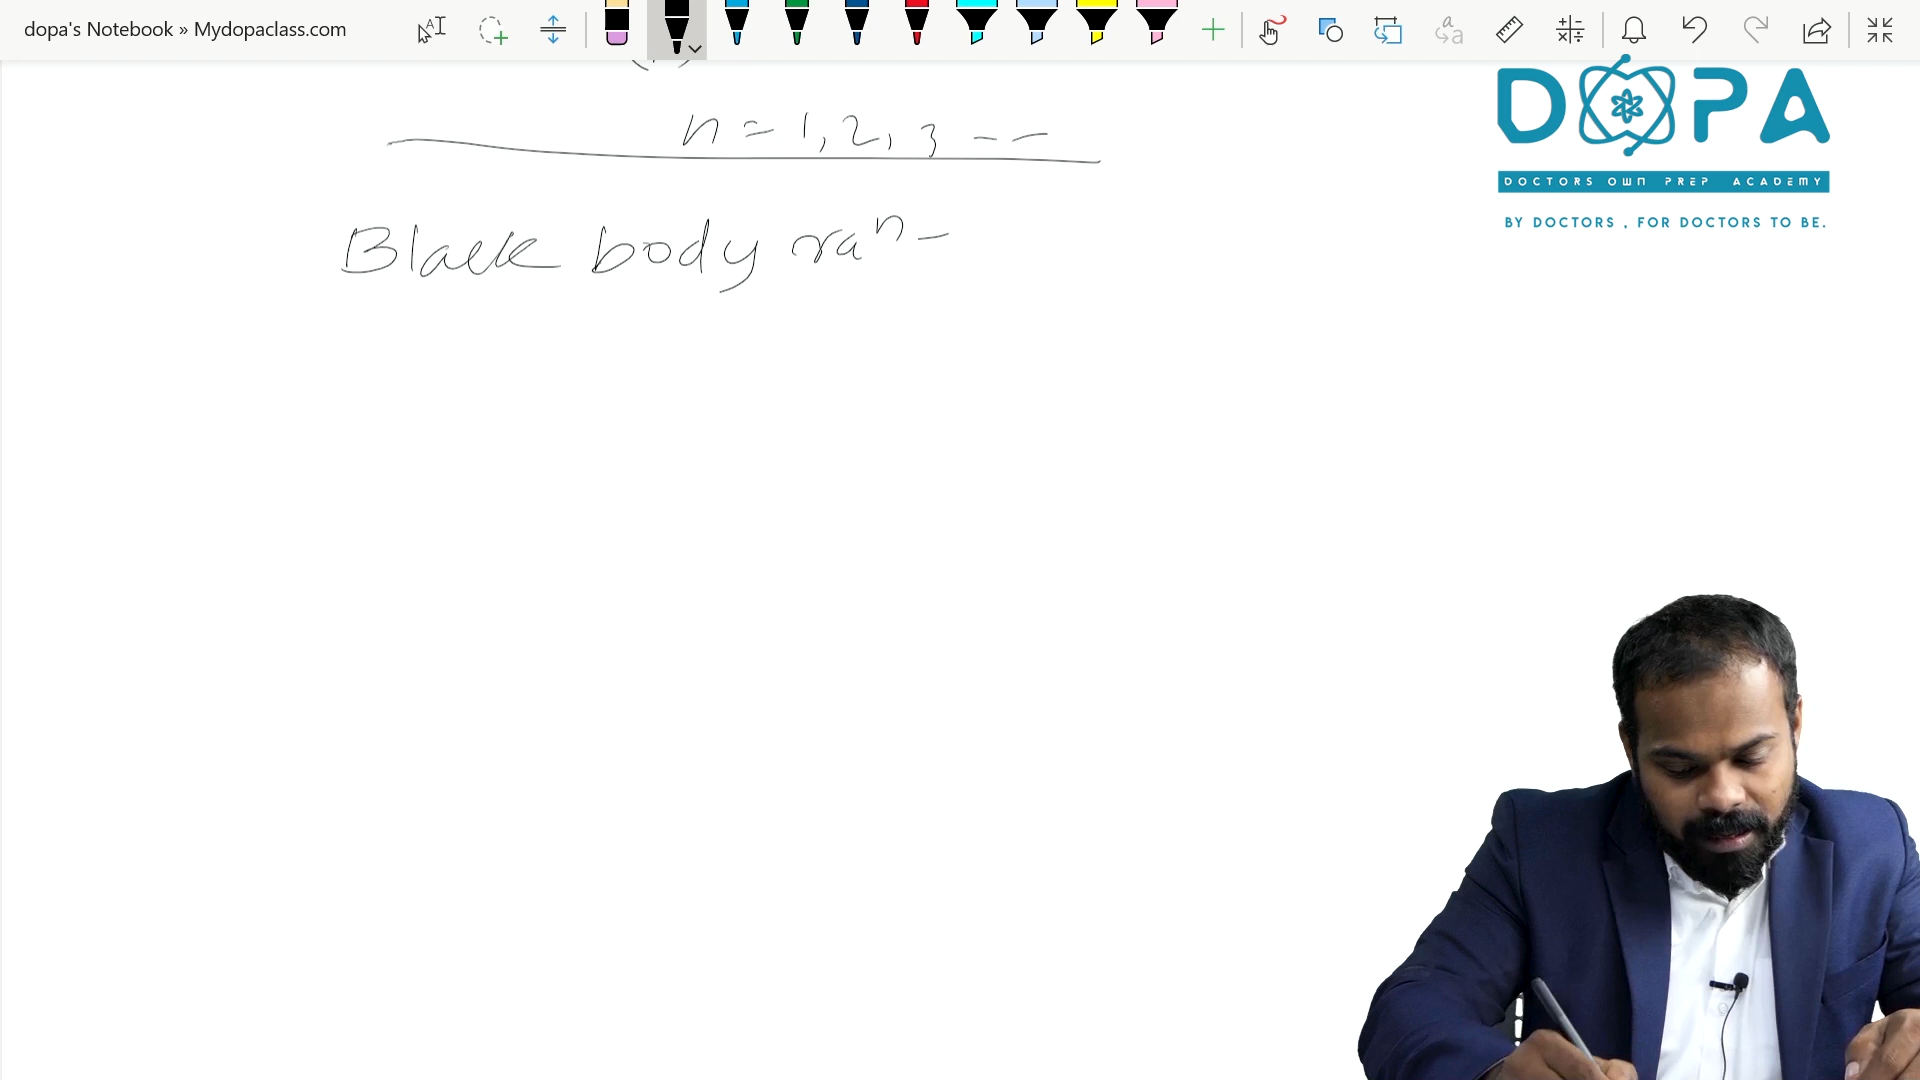 dopa's Notebook » Mydopaclass.com
n = 1, 2, 3 - -
Black body raⁿ -
DOPA
DOCTORS OWN PREP ACADEMY
BY DOCTORS , FOR DOCTORS TO BE.